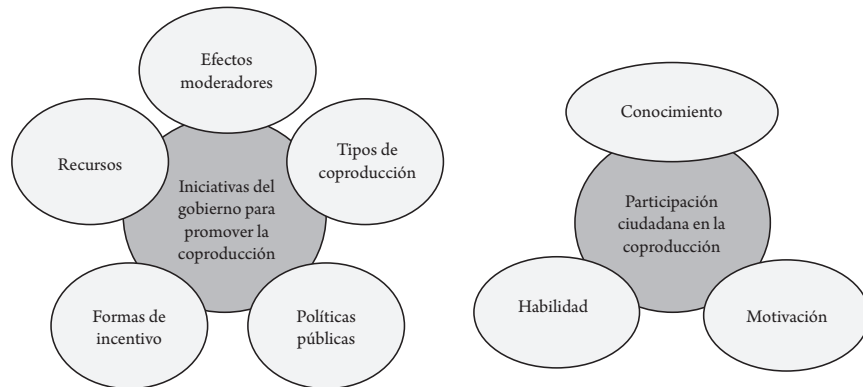 Efectos
moderadores
Recursos
Tipos de
coproducción
Iniciativas del
gobierno para
promover la
coproducción
Formas de
incentivo
Políticas
públicas
Conocimiento
Participación
ciudadana en la
coproducción
Habilidad
Motivación